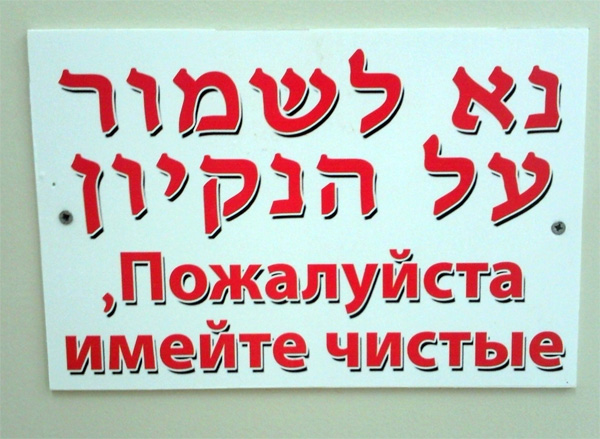 נא לשמור
על הנקיון
,Пожалуйста
имейте чистые